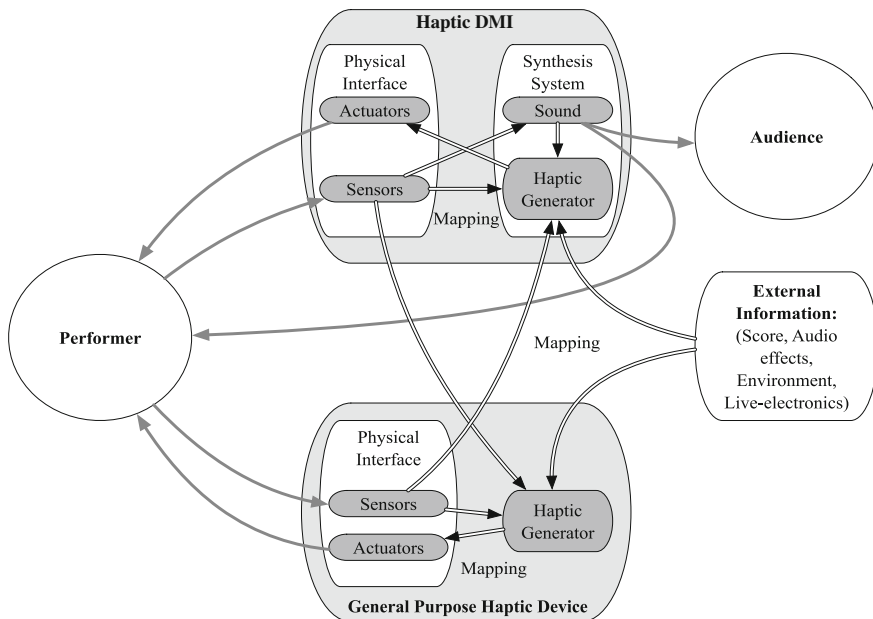 Haptic DMI
Physical
Interface
Actuators
Sensors
Synthesis
System
Sound
Haptic
Generator
Mapping
Audience
Performer
External
Information:
(Score, Audio
effects,
Environment,
Live-electronics)
Mapping
Physical
Interface
Sensors
Actuators
Haptic
Generator
Mapping
General Purpose Haptic Device